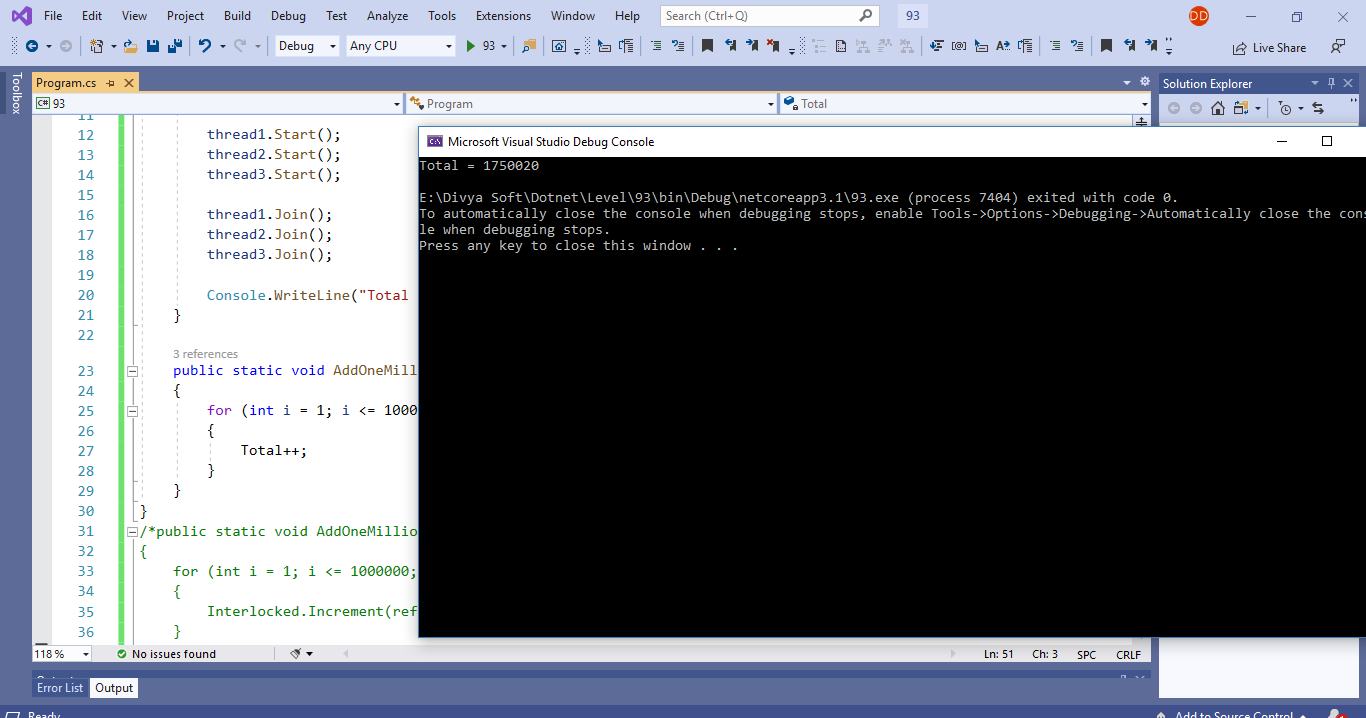 File Edit View Project Build Debug Test Analyze Tools Extensions Window Help Search (Ctrl+Q) 93 DD
Debug Any CPU 93 Live Share
Toolbox
Program.cs
Solution Explorer
C# 93 Program Total
11
12 thread1.Start();
13 thread2.Start();
14 thread3.Start();
15
16 thread1.Join();
17 thread2.Join();
18 thread3.Join();
19
20 Console.WriteLine("Total
21 }
22
3 references
23 public static void AddOneMill
24 {
25 for (int i = 1; i <= 1000
26 {
27 Total++;
28 }
29 }
30 }
31 /*public static void AddOneMillio
32 {
33 for (int i = 1; i <= 1000000;
34 {
35 Interlocked.Increment(ref
36 }
Microsoft Visual Studio Debug Console
Total = 1750020
E:\Divya Soft\Dotnet\Level\93\bin\Debug\netcoreapp3.1\93.exe (process 7404) exited with code 0.
To automatically close the console when debugging stops, enable Tools->Options->Debugging->Automatically close the cons
le when debugging stops.
Press any key to close this window . . .
118 % No issues found Ln: 51 Ch: 3 SPC CRLF
Error List Output
Ready Add to Source Control